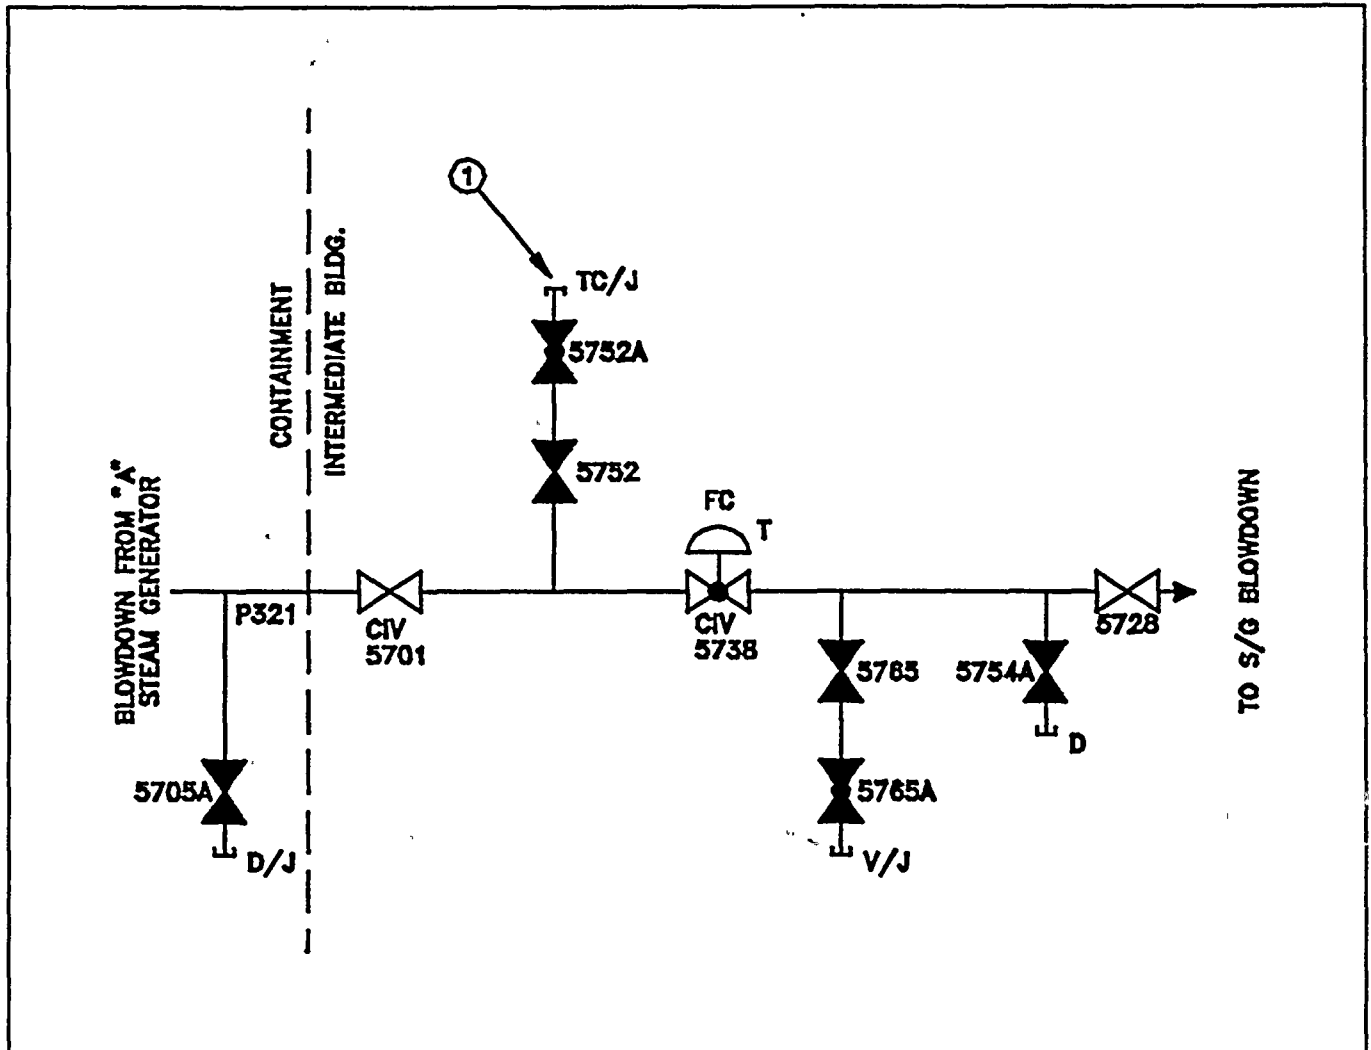 1
TC/J
5752A
5752
CONTAINMENT
INTERMEDIATE BLDG.
BLOWDOWN FROM "A"
STEAM GENERATOR
P321
CIV
5701
FC
T
CIV
5738
5765
5765A
V/J
5754A
D
5728
TO S/G BLOWDOWN
5705A
D/J